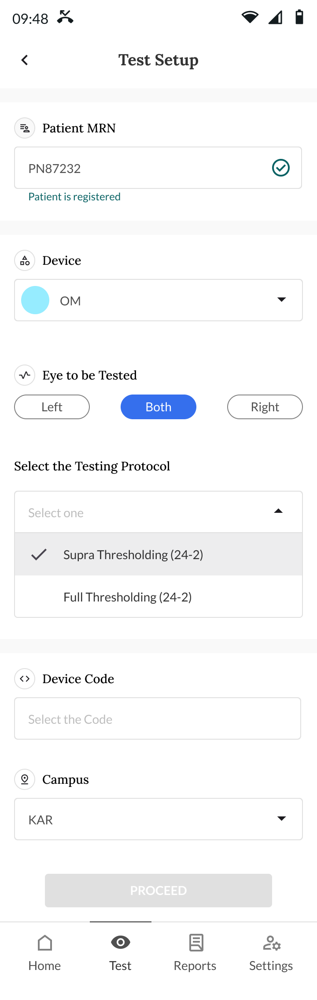 09:48
Test Setup
Patient MRN
PN87232
Patient is registered
Device
OM
Eye to be Tested
Left Both Right
Select the Testing Protocol
Select one
Supra Thresholding (24-2)
Full Thresholding (24-2)
Device Code
Select the Code
Campus
KAR
PROCEED
Home Test Reports Settings